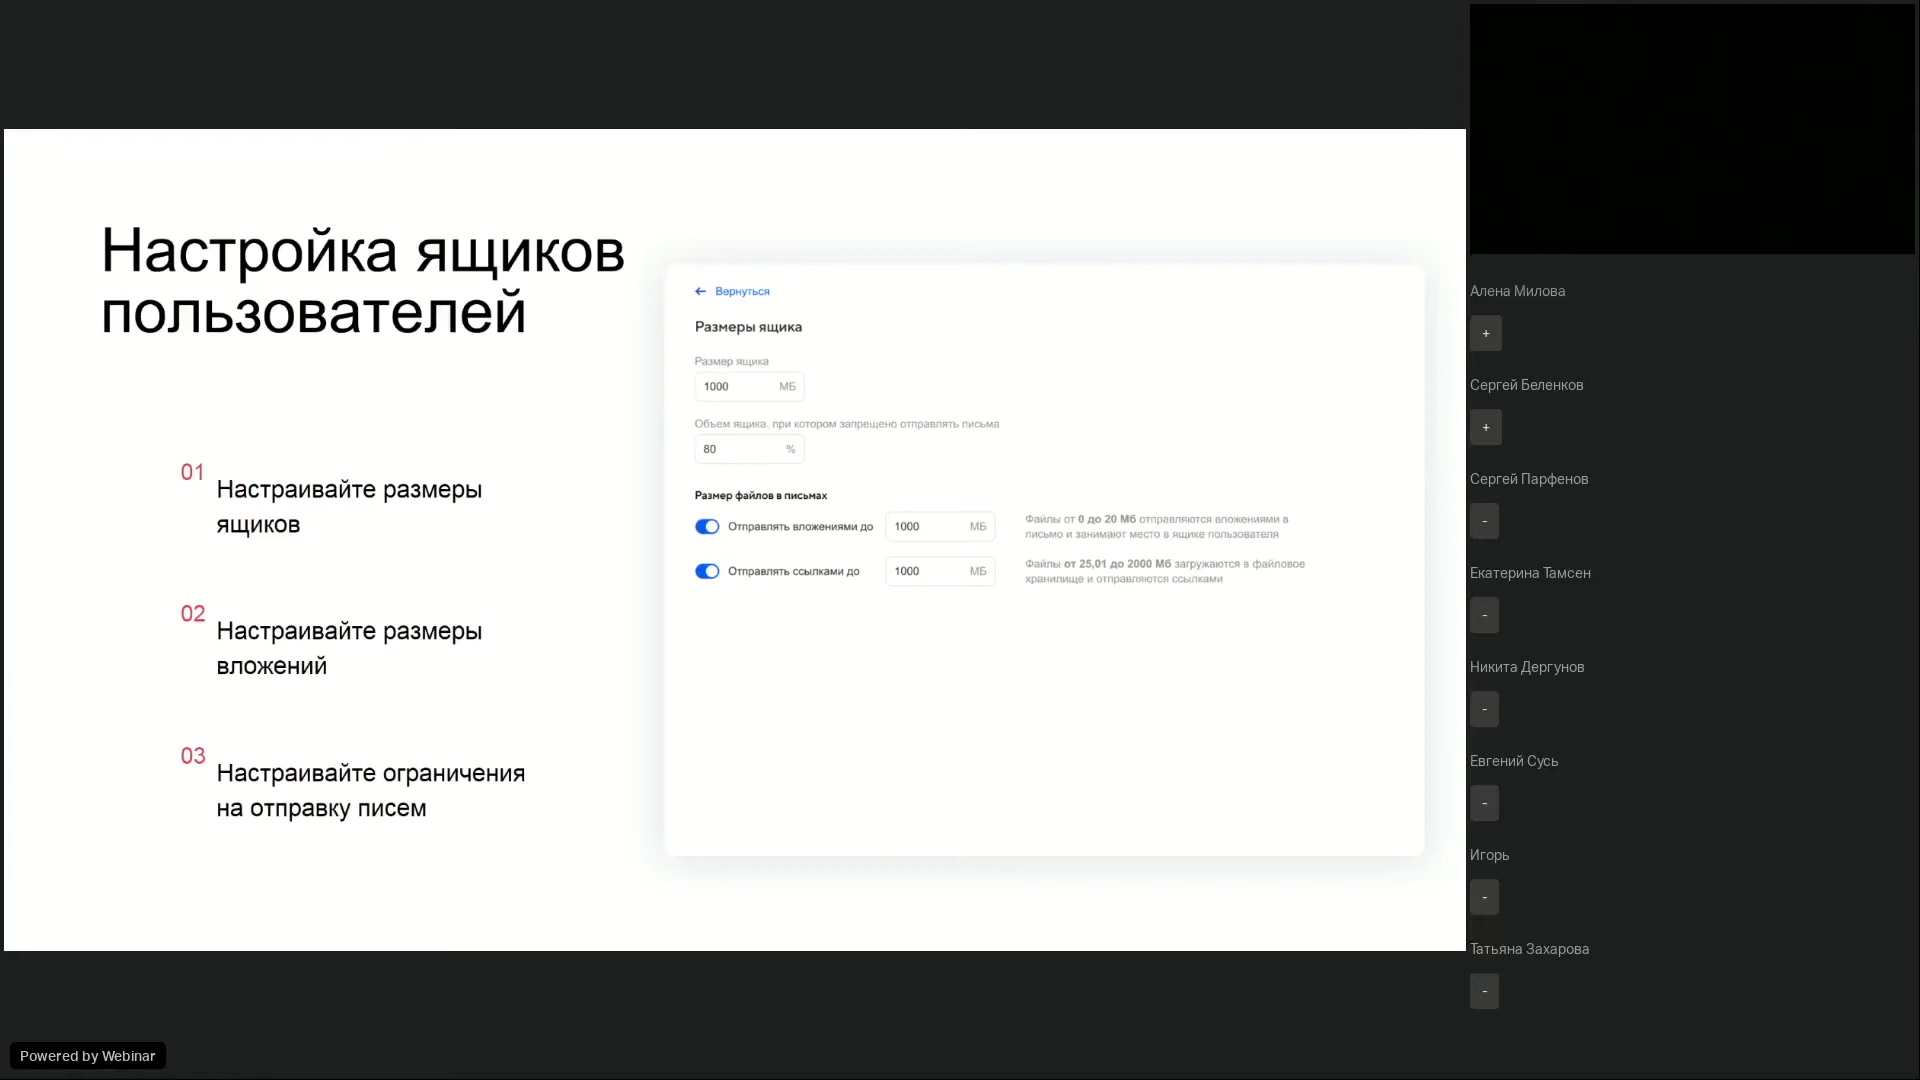 Настройка ящиков
пользователей
01
Настраивайте размеры
ящиков
02
Настраивайте размеры
вложений
03
Настраивайте ограничения
на отправку писем
← Вернуться
Размеры ящика
Размер ящика
1000 МБ
Объем ящика, при котором запрещено отправлять письма
80 %
Размер файлов в письмах
Отправлять вложениями до 1000 МБ
Файлы от 0 до 20 Мб отправляются вложениями в
письмо и занимают место в ящике пользователя
Отправлять ссылками до 1000 МБ
Файлы от 25,01 до 2000 Мб загружаются в файловое
хранилище и отправляются ссылками
Алена Милова
+
Сергей Беленков
+
Сергей Парфенов
-
Екатерина Тамсен
-
Никита Дергунов
-
Евгений Сусь
-
Игорь
-
Татьяна Захарова
-
Powered by Webinar